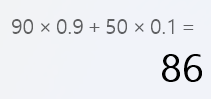 90 × 0.9 + 50 × 0.1 =
86